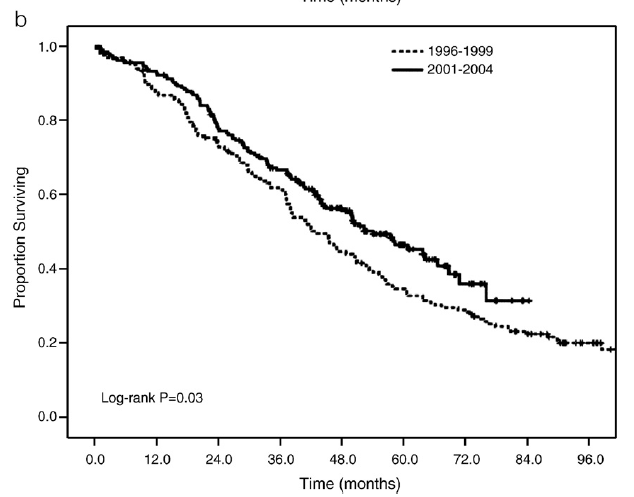 Time (months)
b
1.0
0.8
0.6
0.4
0.2
0.0
Proportion Surviving
1996-1999
2001-2004
Log-rank P=0.03
0.0 12.0 24.0 36.0 48.0 60.0 72.0 84.0 96.0
Time (months)